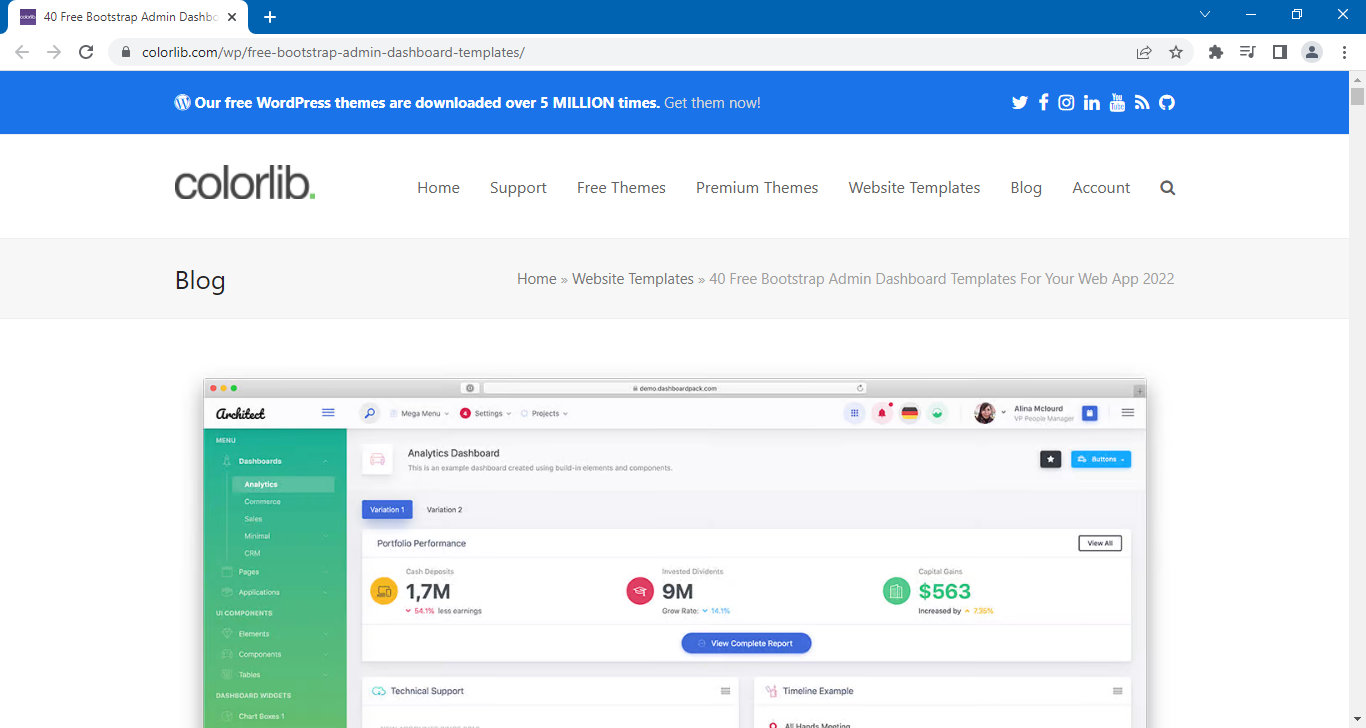 40 Free Bootstrap Admin Dashbo
colorlib.com/wp/free-bootstrap-admin-dashboard-templates/
Our free WordPress themes are downloaded over 5 MILLION times. Get them now!
colorlib.
Home Support Free Themes Premium Themes Website Templates Blog Account
Blog
Home » Website Templates » 40 Free Bootstrap Admin Dashboard Templates For Your Web App 2022
demo.dashboardpack.com
Architect
Mega Menu
4 Settings
Projects
Alina Mclourd
VP People Manager
MENU
Dashboards
Analytics
Commerce
Sales
Minimal
CRM
Pages
Applications
UI COMPONENTS
Elements
Components
Tables
DASHBOARD WIDGETS
Chart Boxes 1
Analytics Dashboard
This is an example dashboard created using build-in elements and components.
Buttons
Variation 1 Variation 2
Portfolio Performance
View All
Cash Deposits
1,7M
54.1% less earnings
Invested Dividents
9M
Grow Rate: 14.1%
Capital Gains
$563
Increased by 7.35%
View Complete Report
Technical Support
Timeline Example
All Hands Meeting